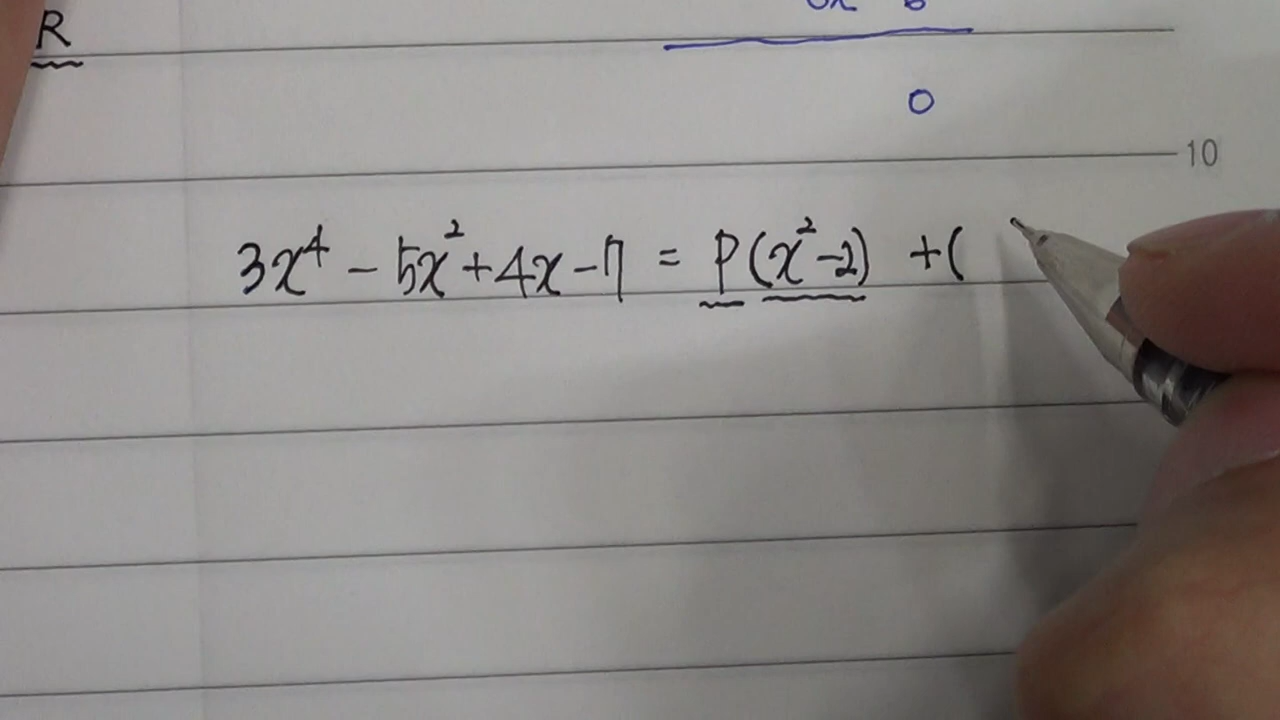 R
0
10
3x⁴ - 5x² + 4x - 7 = P(x² - 2) + (